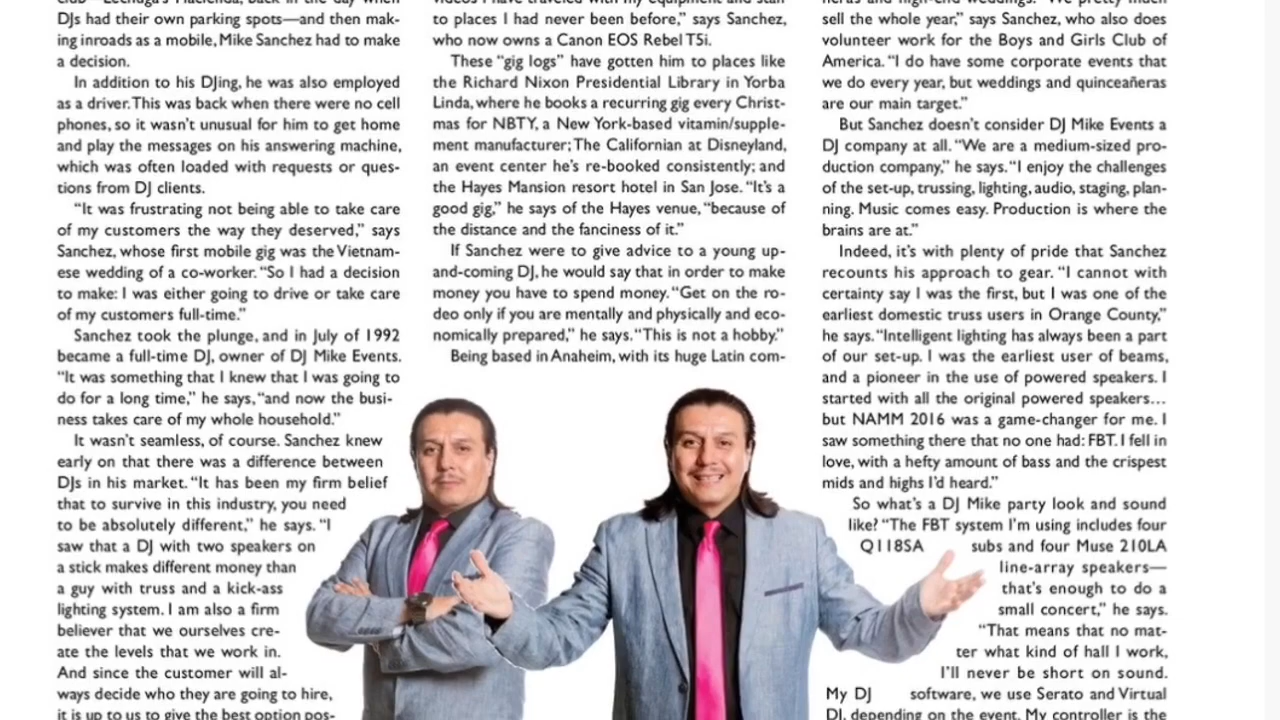 DJs had their own parking spots—and then mak-
ing inroads as a mobile, Mike Sanchez had to make
a decision.
In addition to his DJing, he was also employed
as a driver. This was back when there were no cell
phones, so it wasn't unusual for him to get home
and play the messages on his answering machine,
which was often loaded with requests or ques-
tions from DJ clients.
“It was frustrating not being able to take care
of my customers the way they deserved,” says
Sanchez, whose first mobile gig was the Vietnam-
ese wedding of a co-worker. “So I had a decision
to make: I was either going to drive or take care
of my customers full-time.”
Sanchez took the plunge, and in July of 1992
became a full-time DJ, owner of DJ Mike Events.
“It was something that I knew that I was going to
do for a long time,” he says, “and now the busi-
ness takes care of my whole household.”
It wasn't seamless, of course. Sanchez knew
early on that there was a difference between
DJs in his market. “It has been my firm belief
that to survive in this industry, you need
to be absolutely different,” he says. “I
saw that a DJ with two speakers on
a stick makes different money than
a guy with truss and a kick-ass
lighting system. I am also a firm
believer that we ourselves cre-
ate the levels that we work in.
And since the customer will al-
ways decide who they are going to hire,
it is up to us to give the best option pos-
videos I have traveled with my equipment and staff
to places I had never been before,” says Sanchez,
who now owns a Canon EOS Rebel T5i.
These “gig logs” have gotten him to places like
the Richard Nixon Presidential Library in Yorba
Linda, where he books a recurring gig every Christ-
mas for NBTY, a New York-based vitamin/supple-
ment manufacturer; The Californian at Disneyland,
an event center he's re-booked consistently; and
the Hayes Mansion resort hotel in San Jose. “It's a
good gig,” he says of the Hayes venue, “because of
the distance and the fanciness of it.”
If Sanchez were to give advice to a young up-
and-coming DJ, he would say that in order to make
money you have to spend money. “Get on the ro-
deo only if you are mentally and physically and eco-
nomically prepared,” he says. “This is not a hobby.”
Being based in Anaheim, with its huge Latin com-
sell the whole year,” says Sanchez, who also does
volunteer work for the Boys and Girls Club of
America. “I do have some corporate events that
we do every year, but weddings and quinceañeras
are our main target.”
But Sanchez doesn't consider DJ Mike Events a
DJ company at all. “We are a medium-sized pro-
duction company,” he says. “I enjoy the challenges
of the set-up, trussing, lighting, audio, staging, plan-
ning. Music comes easy. Production is where the
brains are at.”
Indeed, it's with plenty of pride that Sanchez
recounts his approach to gear. “I cannot with
certainty say I was the first, but I was one of the
earliest domestic truss users in Orange County,”
he says. “Intelligent lighting has always been a part
of our set-up. I was the earliest user of beams,
and a pioneer in the use of powered speakers. I
started with all the original powered speakers…
but NAMM 2016 was a game-changer for me. I
saw something there that no one had: FBT. I fell in
love, with a hefty amount of bass and the crispest
mids and highs I'd heard.”
So what's a DJ Mike party look and sound
like? “The FBT system I'm using includes four
Q118SA subs and four Muse 210LA
line-array speakers—
that's enough to do a
small concert,” he says.
“That means that no mat-
ter what kind of hall I work,
I'll never be short on sound.
My DJ software, we use Serato and Virtual
DJ, depending on the event. My controller is the